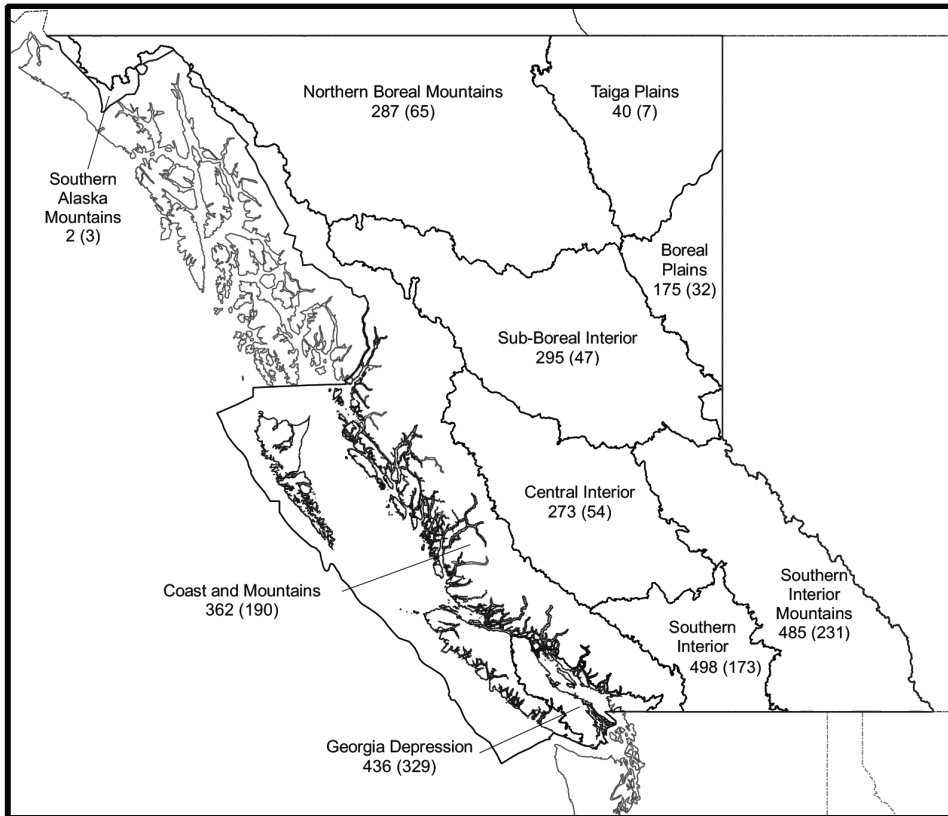 Northern Boreal Mountains
287 (65)
Taiga Plains
40 (7)
Southern
Alaska
Mountains
2 (3)
Boreal
Plains
175 (32)
Sub-Boreal Interior
295 (47)
Central Interior
273 (54)
Coast and Mountains
362 (190)
Southern
Interior
Mountains
485 (231)
Southern
Interior
498 (173)
Georgia Depression
436 (329)